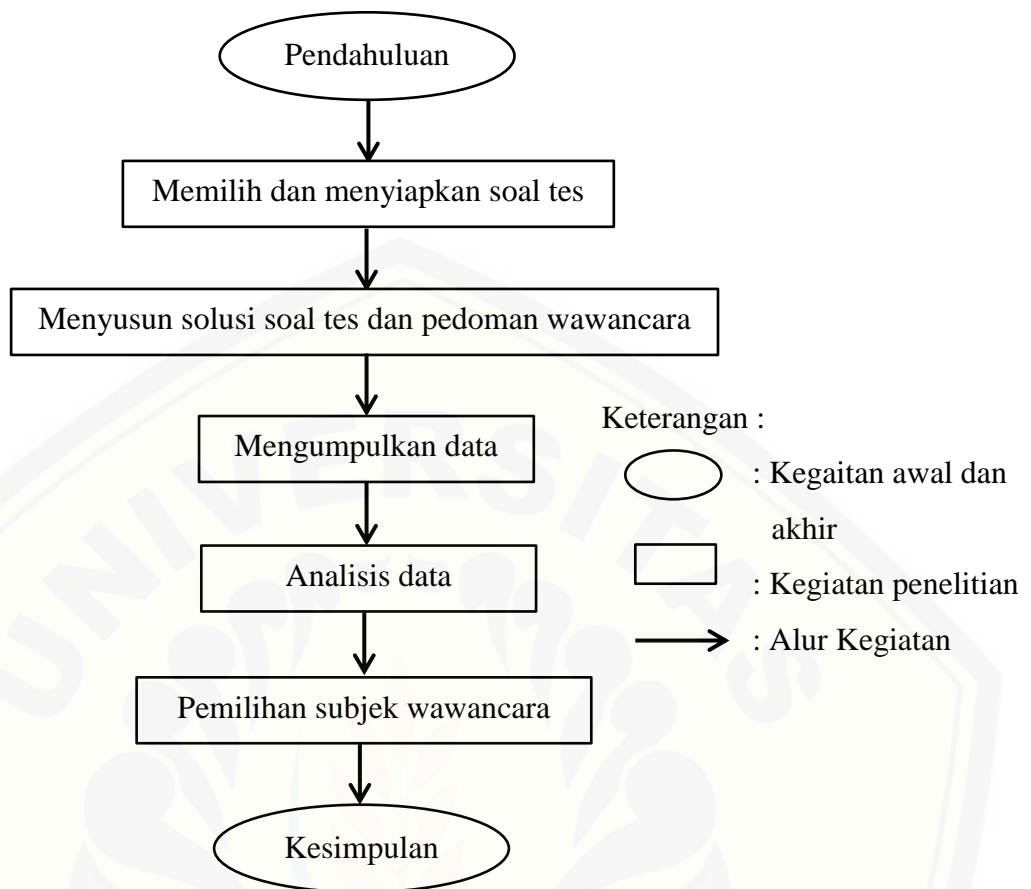 Pendahuluan
Memilih dan menyiapkan soal tes
Menyusun solusi soal tes dan pedoman wawancara
Mengumpulkan data
Analisis data
Pemilihan subjek wawancara
Kesimpulan
Keterangan :
: Kegaitan awal dan
akhir
: Kegiatan penelitian
: Alur Kegiatan
UNIVERSITAS